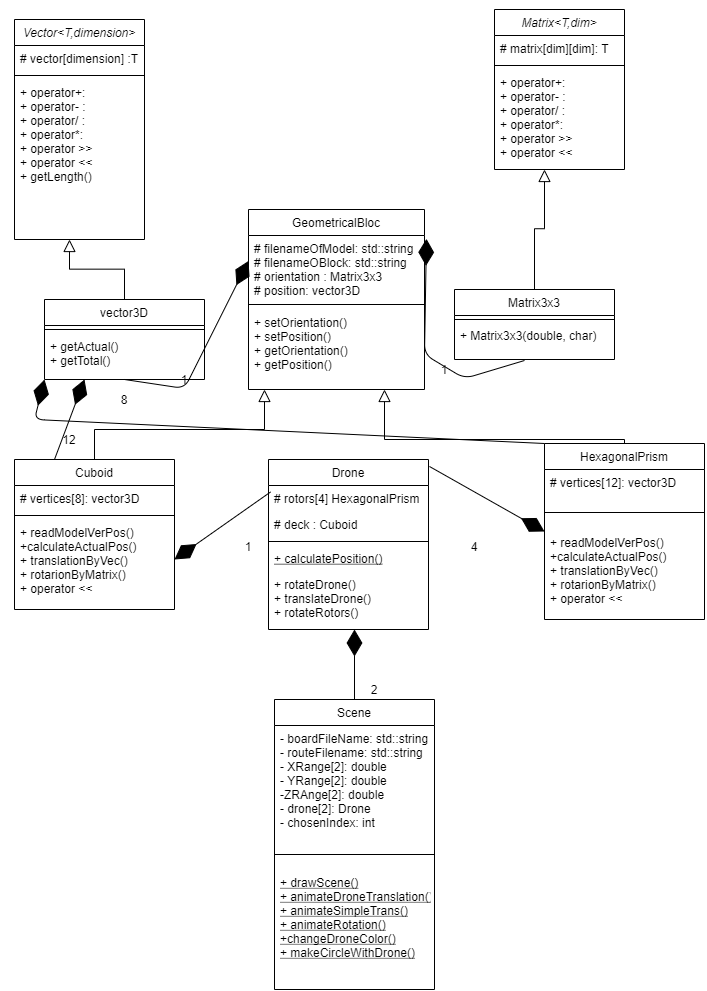 Vector<T,dimension>
# vector[dimension] :T
+ operator+:
+ operator- :
+ operator/ :
+ operator*:
+ operator >>
+ operator <<
+ getLength()
Matrix<T,dim>
# matrix[dim][dim]: T
+ operator+:
+ operator- :
+ operator/ :
+ operator*:
+ operator >>
+ operator <<
GeometricalBloc
# filenameOfModel: std::string
# filenameOBlock: std::string
# orientation : Matrix3x3
# position: vector3D
+ setOrientation()
+ setPosition()
+ getOrientation()
+ getPosition()
vector3D
+ getActual()
+ getTotal()
Matrix3x3
+ Matrix3x3(double, char)
1
1
8
12
Cuboid
# vertices[8]: vector3D
+ readModelVerPos()
+calculateActualPos()
+ translationByVec()
+ rotarionByMatrix()
+ operator <<
1
Drone
# rotors[4] HexagonalPrism
# deck : Cuboid
+ calculatePosition()
+ rotateDrone()
+ translateDrone()
+ rotateRotors()
4
HexagonalPrism
# vertices[12]: vector3D
+ readModelVerPos()
+calculateActualPos()
+ translationByVec()
+ rotarionByMatrix()
+ operator <<
2
Scene
- boardFileName: std::string
- routeFilename: std::string
- XRange[2]: double
- YRange[2]: double
-ZRAnge[2]: double
- drone[2]: Drone
- chosenIndex: int
+ drawScene()
+ animateDroneTranslation()
+ animateSimpleTrans()
+ animateRotation()
+changeDroneColor()
+ makeCircleWithDrone()